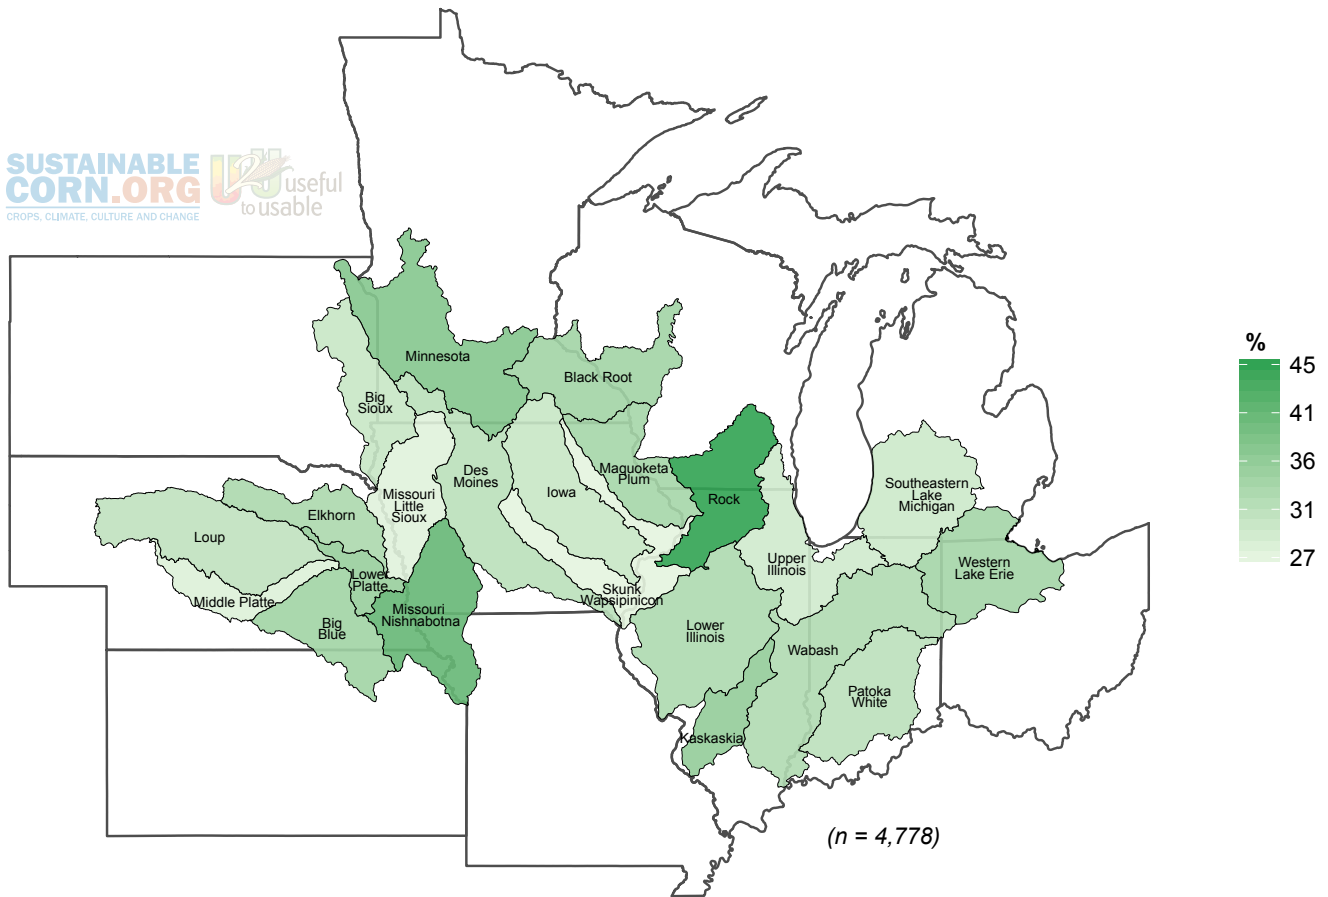 SUSTAINABLE
CORN.ORG
CROPS, CLIMATE, CULTURE AND CHANGE
U2U useful
to usable
Minnesota
Black Root
Big
Sioux
Maquoketa
Plum
Des
Moines
Iowa
Rock
Southeastern
Lake
Michigan
Missouri
Little
Sioux
Elkhorn
Loup
Upper
Illinois
Western
Lake Erie
Lower
Platte
Skunk
Wapsipinicon
Middle Platte
Missouri
Nishnabotna
Big
Blue
Lower
Illinois
Wabash
Patoka
White
Kaskaskia
(n = 4,778)
%
45
41
36
31
27